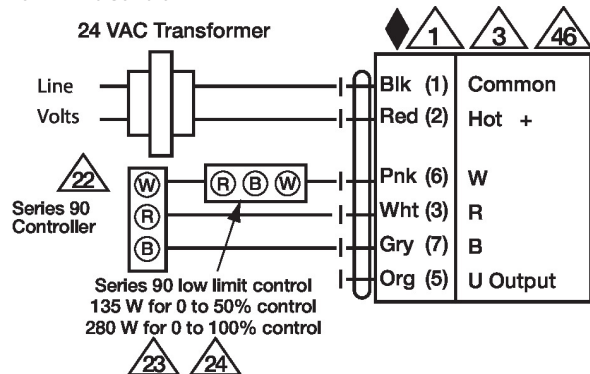 24 VAC Transformer
1 3 46
Line
Volts
Blk (1) Common
Red (2) Hot +
Pnk (6) W
Wht (3) R
Gry (7) B
Org (5) U Output
22
Series 90
Controller
W
R
B
R B W
Series 90 low limit control
135 W for 0 to 50% control
280 W for 0 to 100% control
23 24